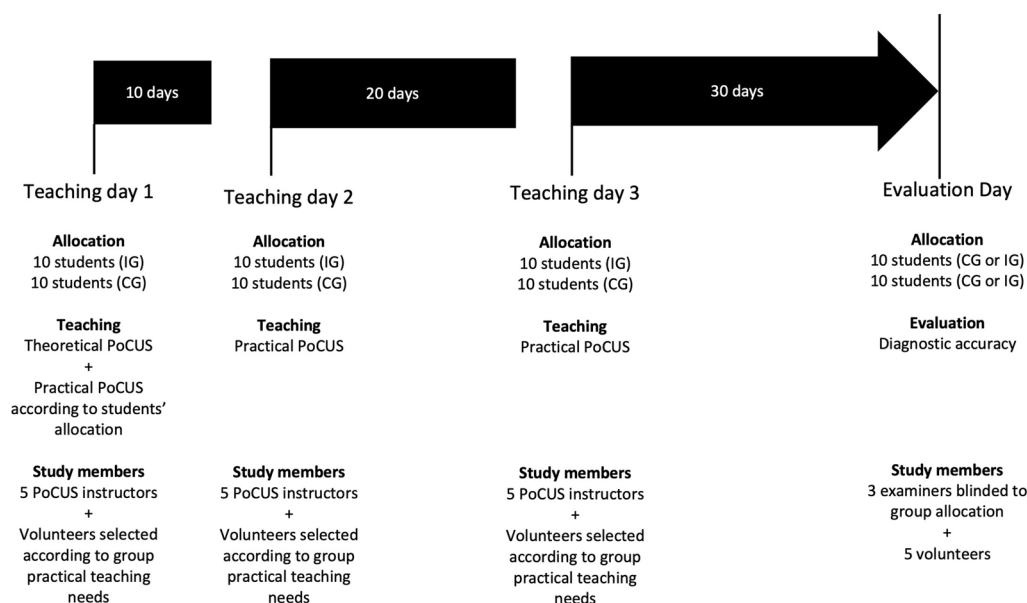 10 days
20 days
30 days
Teaching day 1
Teaching day 2
Teaching day 3
Evaluation Day
Allocation
10 students (IG)
10 students (CG)
Allocation
10 students (IG)
10 students (CG)
Allocation
10 students (IG)
10 students (CG)
Allocation
10 students (CG or IG)
10 students (CG or IG)
Teaching
Theoretical PoCUS
+
Practical PoCUS
according to students’
allocation
Teaching
Practical PoCUS
Teaching
Practical PoCUS
Evaluation
Diagnostic accuracy
Study members
5 PoCUS instructors
+
Volunteers selected
according to group
practical teaching
needs
Study members
5 PoCUS instructors
+
Volunteers selected
according to group
practical teaching
needs
Study members
5 PoCUS instructors
+
Volunteers selected
according to group
practical teaching
needs
Study members
3 examiners blinded to
group allocation
+
5 volunteers